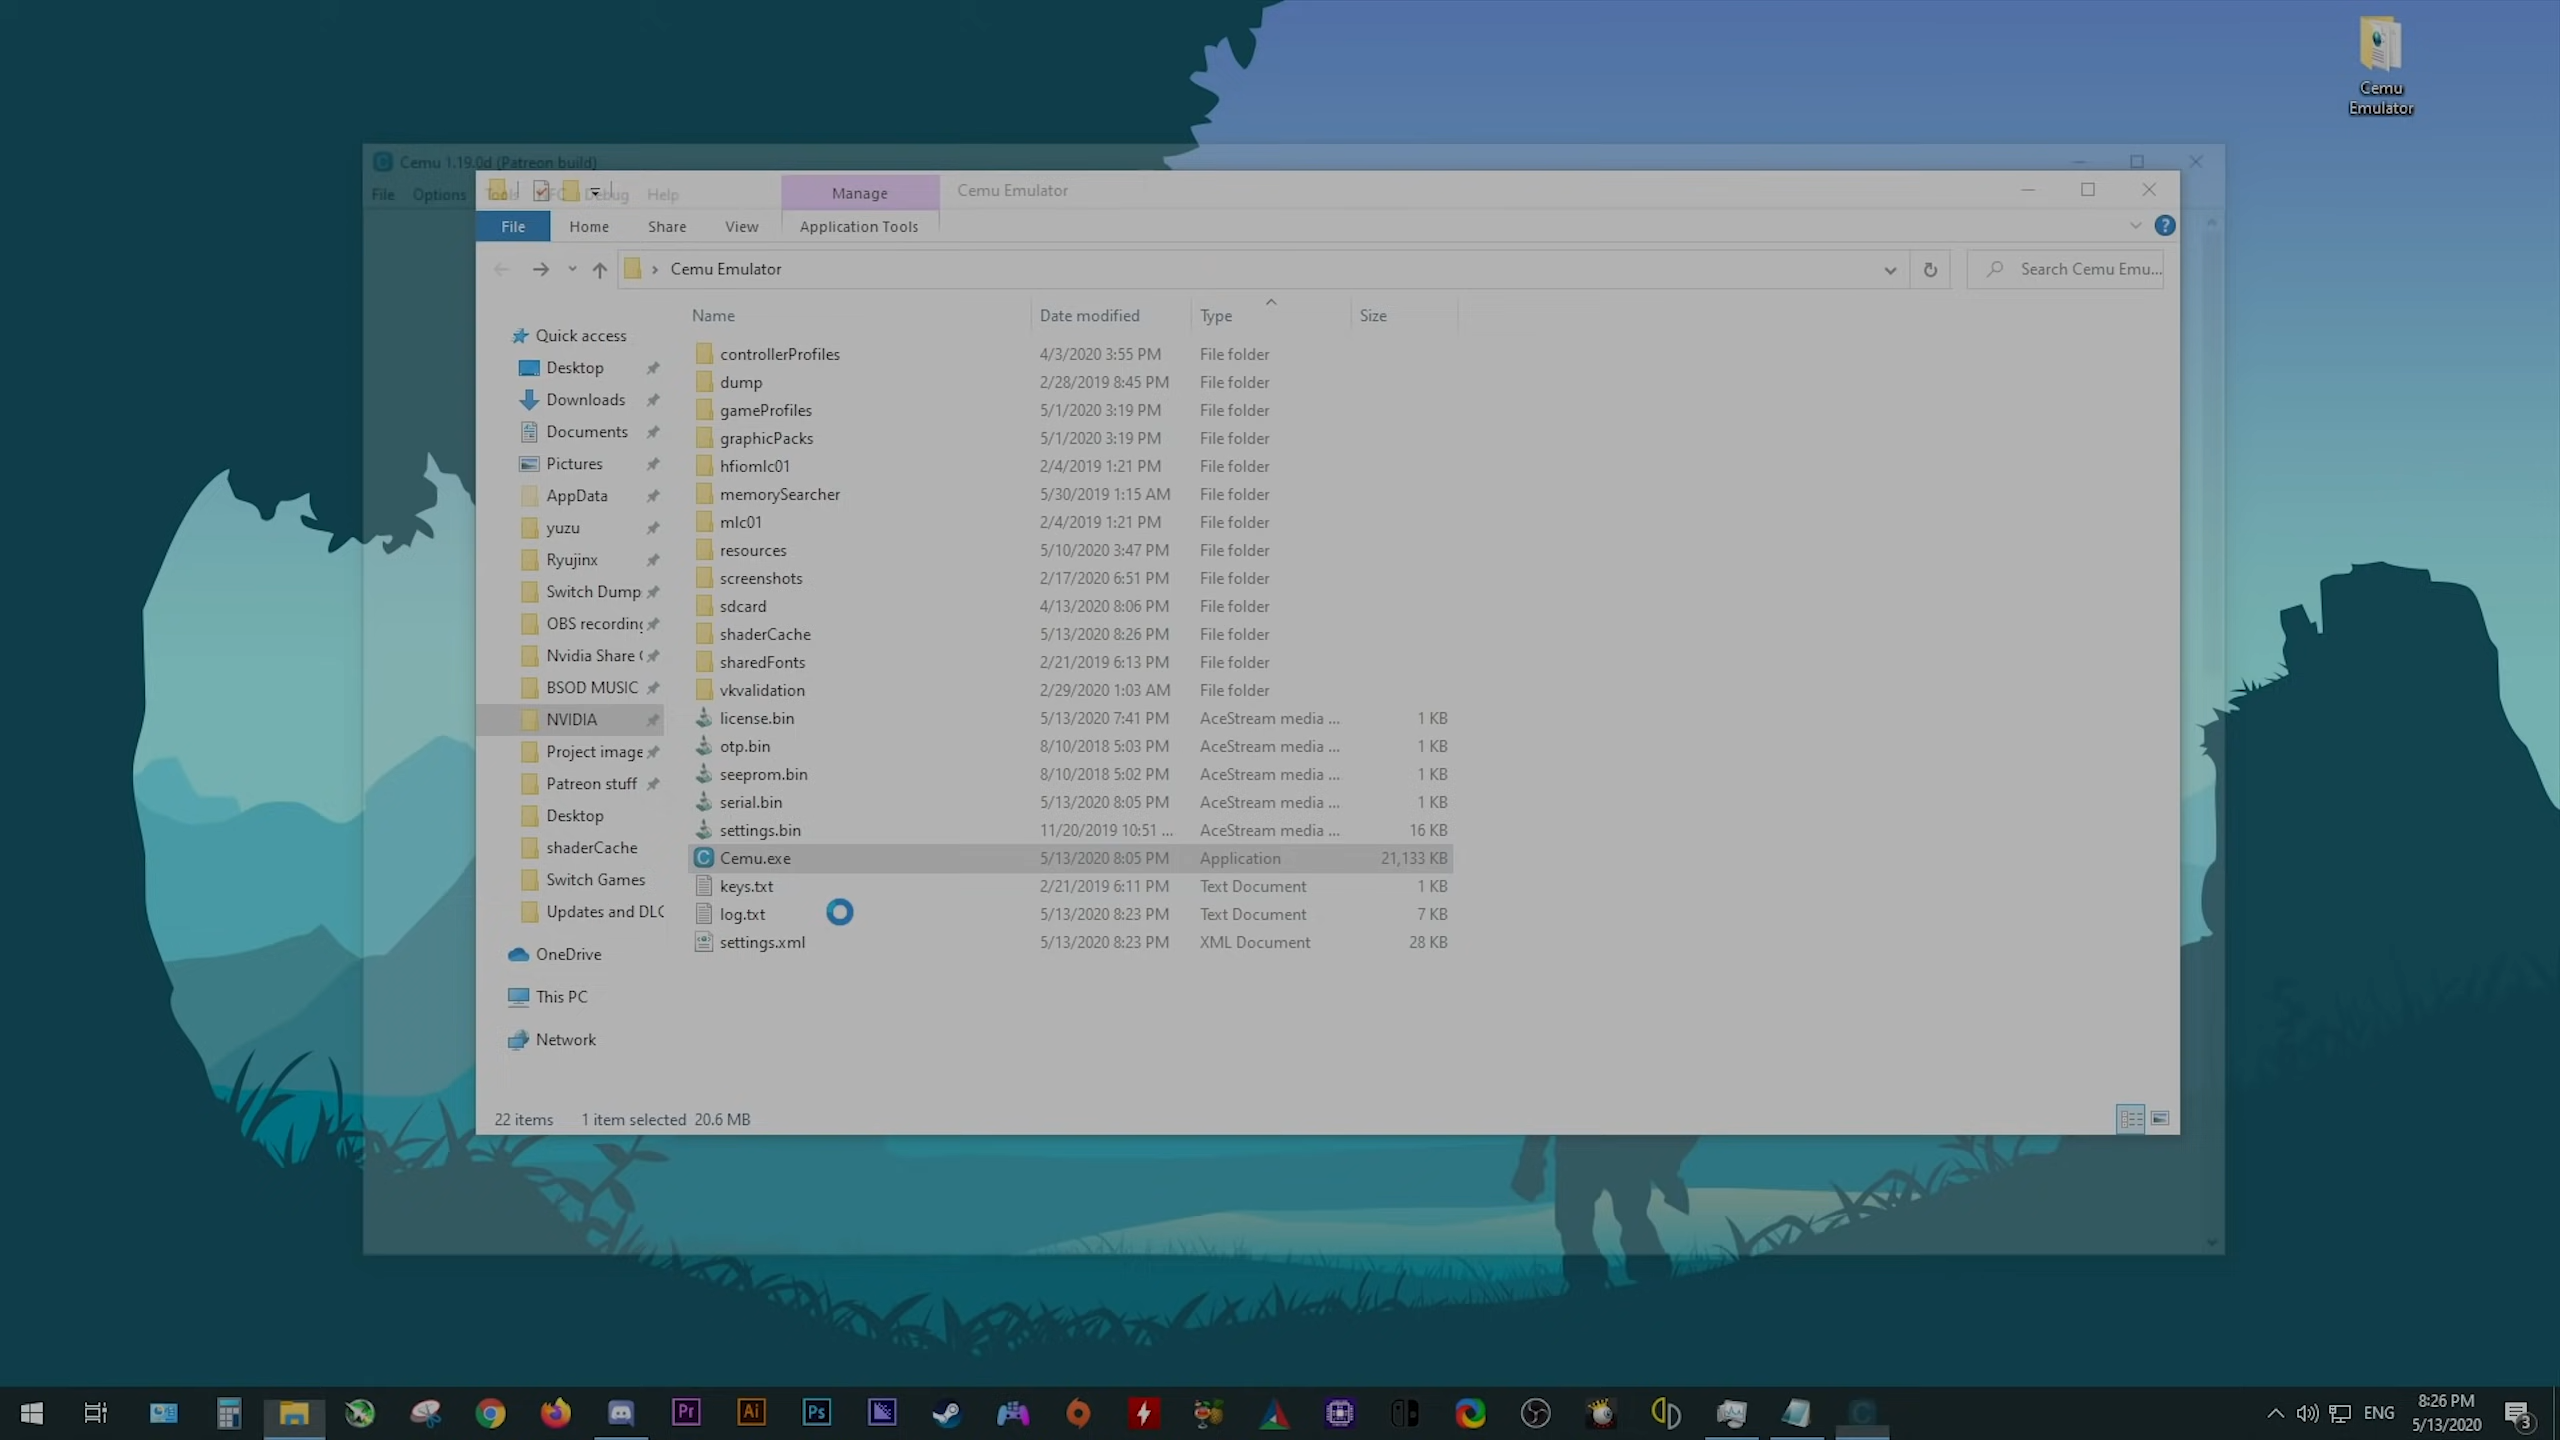 Cemu
Emulator
Cemu 1.19.0d (Patreon build)
File Options Tools NFC Debug Help
Manage Cemu Emulator
File Home Share View Application Tools
Cemu Emulator Search Cemu Emu...
Name Date modified Type Size
Quick access
Desktop
Downloads
Documents
Pictures
AppData
yuzu
Ryujinx
Switch Dump
OBS recording
Nvidia Share
BSOD MUSIC
NVIDIA
Project image
Patreon stuff
Desktop
shaderCache
Switch Games
Updates and DLC
OneDrive
This PC
Network
controllerProfiles 4/3/2020 3:55 PM File folder
dump 2/28/2019 8:45 PM File folder
gameProfiles 5/1/2020 3:19 PM File folder
graphicPacks 5/1/2020 3:19 PM File folder
hfiomlc01 2/4/2019 1:21 PM File folder
memorySearcher 5/30/2019 1:15 AM File folder
mlc01 2/4/2019 1:21 PM File folder
resources 5/10/2020 3:47 PM File folder
screenshots 2/17/2020 6:51 PM File folder
sdcard 4/13/2020 8:06 PM File folder
shaderCache 5/13/2020 8:26 PM File folder
sharedFonts 2/21/2019 6:13 PM File folder
vkvalidation 2/29/2020 1:03 AM File folder
license.bin 5/13/2020 7:41 PM AceStream media ... 1 KB
otp.bin 8/10/2018 5:03 PM AceStream media ... 1 KB
seeprom.bin 8/10/2018 5:02 PM AceStream media ... 1 KB
serial.bin 5/13/2020 8:05 PM AceStream media ... 1 KB
settings.bin 11/20/2019 10:51 ... AceStream media ... 16 KB
Cemu.exe 5/13/2020 8:05 PM Application 21,133 KB
keys.txt 2/21/2019 6:11 PM Text Document 1 KB
log.txt 5/13/2020 8:23 PM Text Document 7 KB
settings.xml 5/13/2020 8:23 PM XML Document 28 KB
22 items 1 item selected 20.6 MB
Pr Ai Ps
ENG
8:26 PM
5/13/2020
3